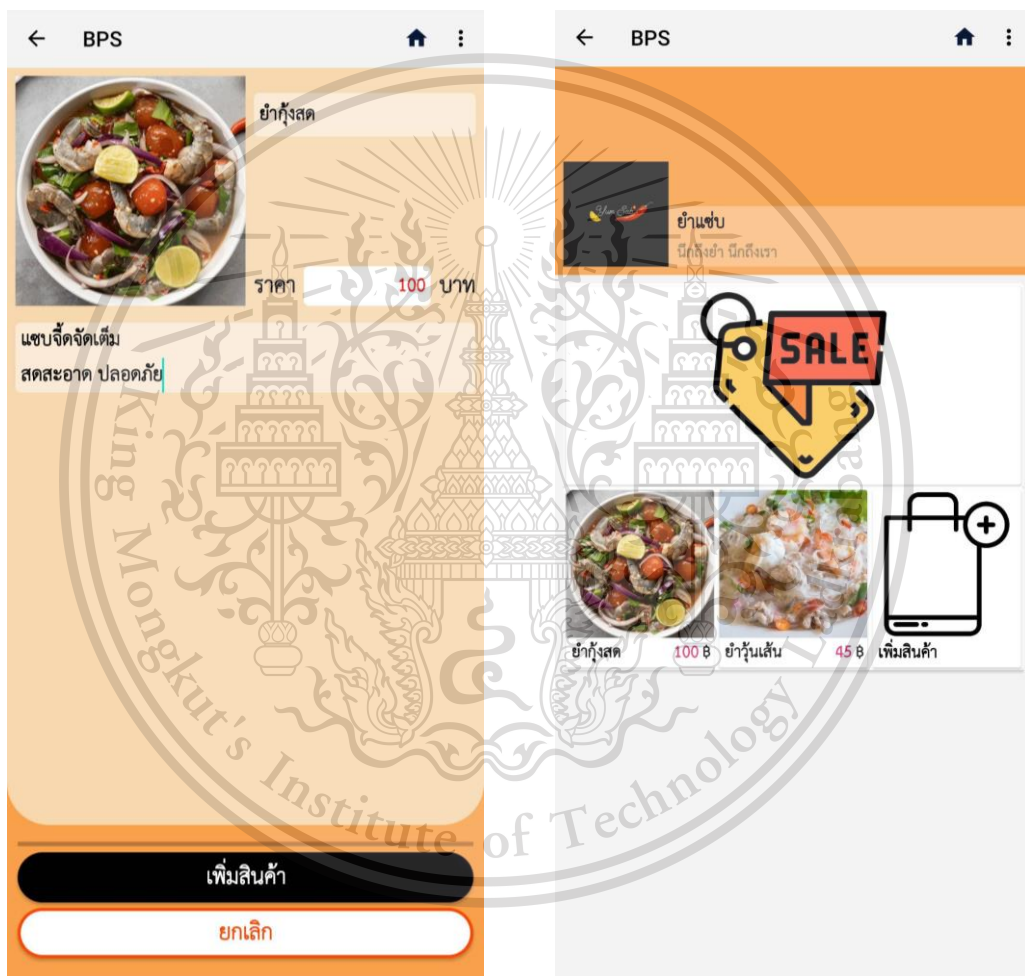 BPS
ยำกุ้งสด
ราคา 100 บาท
แซบจี๊ดจัดเต็ม
สดสะอาด ปลอดภัย
เพิ่มสินค้า
ยกเลิก
BPS
ยำแซ่บ
นึกถึงยำ นึกถึงเรา
SALE
ยำกุ้งสด 100 ฿ ยำวุ้นเส้น 45 ฿ เพิ่มสินค้า
King Mongkut's Institute of Technology